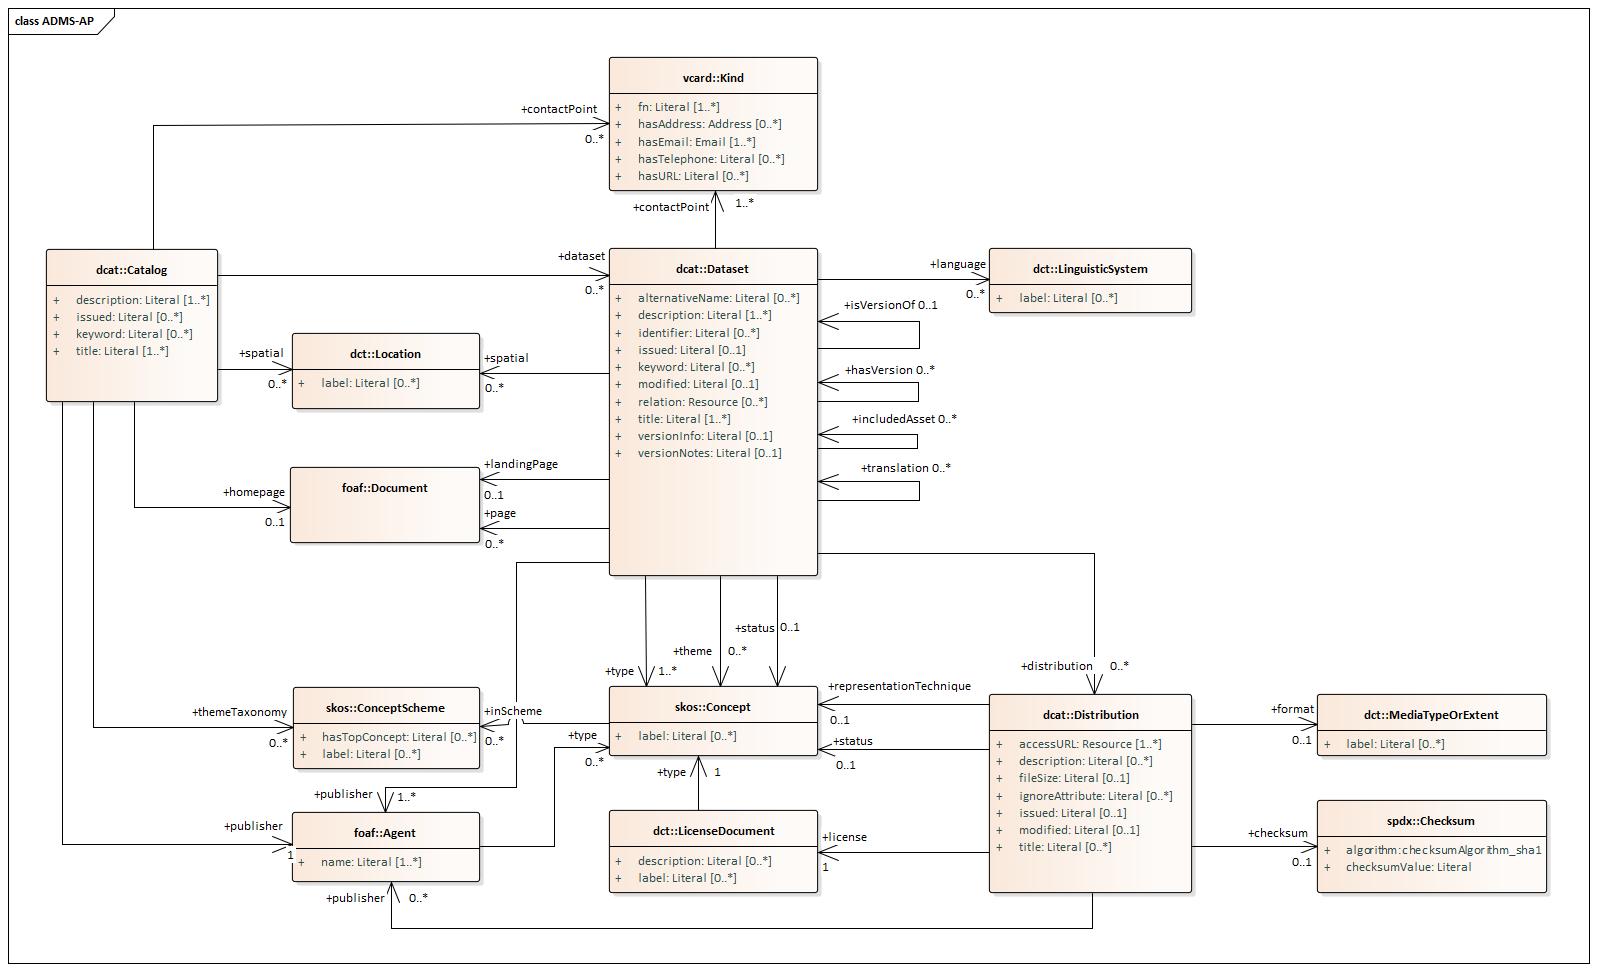 class ADMS-AP
vcard::Kind
+ fn: Literal [1..*]
+ hasAddress: Address [0..*]
+ hasEmail: Email [1..*]
+ hasTelephone: Literal [0..*]
+ hasURL: Literal [0..*]
+contactPoint
0..*
+contactPoint
1..*
dcat::Catalog
+ description: Literal [1..*]
+ issued: Literal [0..*]
+ keyword: Literal [0..*]
+ title: Literal [1..*]
+dataset
0..*
dcat::Dataset
+ alternativeName: Literal [0..*]
+ description: Literal [1..*]
+ identifier: Literal [0..*]
+ issued: Literal [0..1]
+ keyword: Literal [0..*]
+ modified: Literal [0..1]
+ relation: Resource [0..*]
+ title: Literal [1..*]
+ versionInfo: Literal [0..1]
+ versionNotes: Literal [0..1]
+language
0..*
dct::LinguisticSystem
+ label: Literal [0..*]
+isVersionOf 0..1
+hasVersion 0..*
+includedAsset 0..*
+translation 0..*
+spatial
0..*
dct::Location
+ label: Literal [0..*]
+spatial
0..*
+homepage
0..1
foaf::Document
+landingPage
0..1
+page
0..*
+type
1..*
+theme
0..*
+status 0..1
+distribution
0..*
+themeTaxonomy
0..*
skos::ConceptScheme
+ hasTopConcept: Literal [0..*]
+ label: Literal [0..*]
+inScheme
0..*
skos::Concept
+ label: Literal [0..*]
+type
0..*
+representationTechnique
0..1
+status
0..1
dcat::Distribution
+ accessURL: Resource [1..*]
+ description: Literal [0..*]
+ fileSize: Literal [0..1]
+ ignoreAttribute: Literal [0..*]
+ issued: Literal [0..1]
+ modified: Literal [0..1]
+ title: Literal [0..*]
+format
0..1
dct::MediaTypeOrExtent
+ label: Literal [0..*]
+publisher
1..*
+publisher
1
foaf::Agent
+ name: Literal [1..*]
+publisher
0..*
+type
1
dct::LicenseDocument
+ description: Literal [0..*]
+ label: Literal [0..*]
+license
1
+checksum
0..1
spdx::Checksum
+ algorithm:checksumAlgorithm_sha1
+ checksumValue: Literal